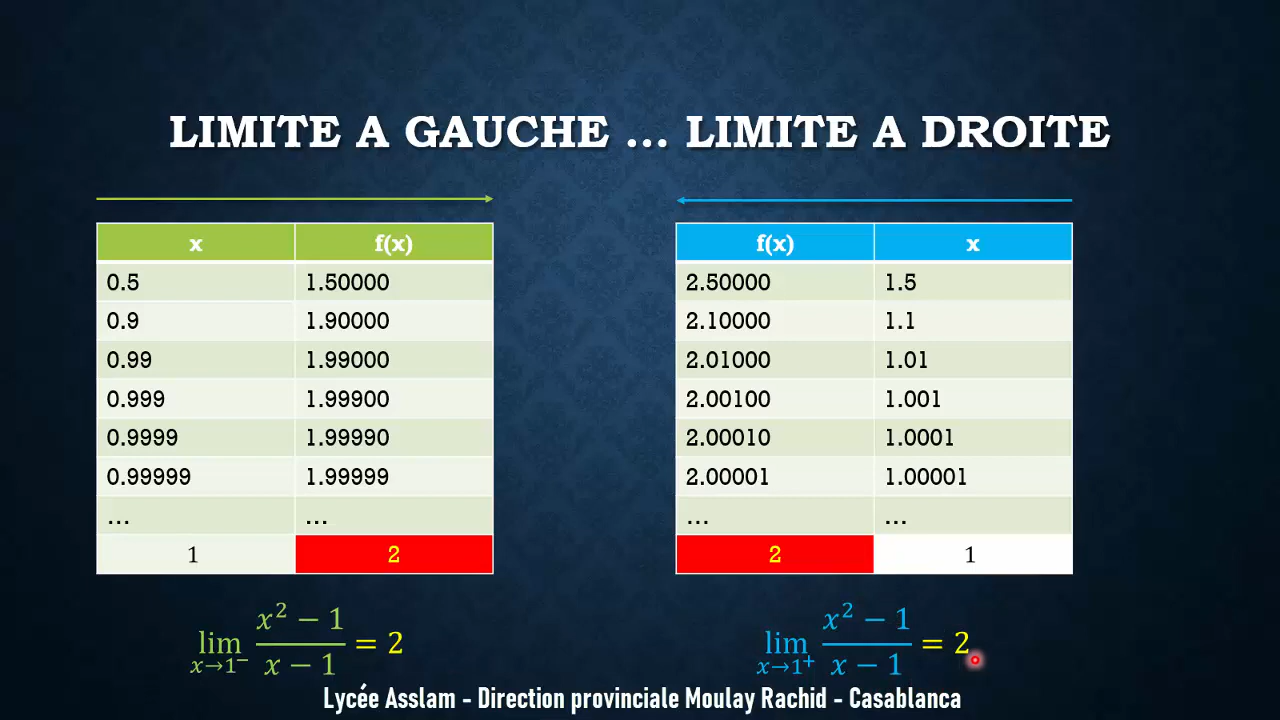 LIMITE A GAUCHE ... LIMITE A DROITE
x f(x)
0.5 1.50000
0.9 1.90000
0.99 1.99000
0.999 1.99900
0.9999 1.99990
0.99999 1.99999
... ...
1 2
lim x→1⁻ (x² − 1)/(x − 1) = 2
f(x) x
2.50000 1.5
2.10000 1.1
2.01000 1.01
2.00100 1.001
2.00010 1.0001
2.00001 1.00001
... ...
2 1
lim x→1⁺ (x² − 1)/(x − 1) = 2
Lycée Asslam - Direction provinciale Moulay Rachid - Casablanca